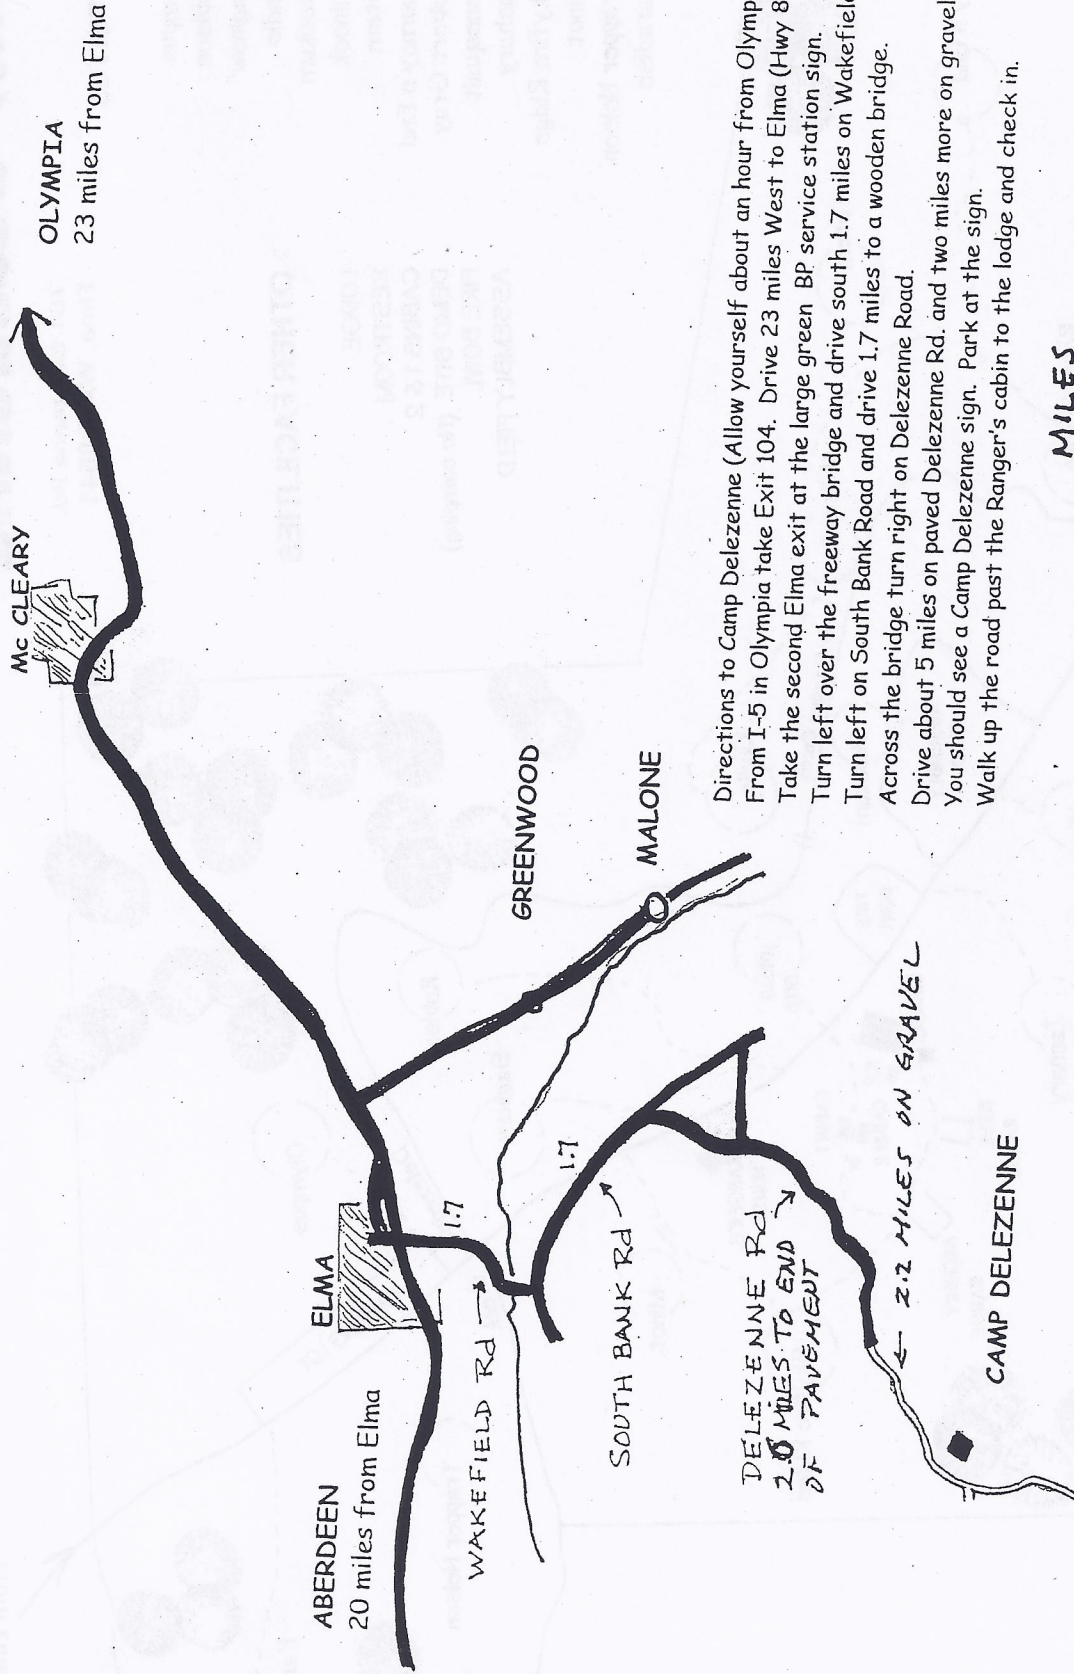 OLYMPIA
23 miles from Elma
Mc CLEARY
ELMA
ABERDEEN
20 miles from Elma
GREENWOOD
MALONE
1.7
WAKEFIELD Rd
1.7
SOUTH BANK Rd
DELEZENNE Rd
MILES TO END
OF PAVEMENT
2.2 MILES ON GRAVEL
CAMP DELEZENNE
Directions to Camp Delezenne (Allow yourself about an hour from Olymp
From I-5 in Olympia take Exit 104. Drive 23 miles West to Elma (Hwy 8
Take the second Elma exit at the large green BP service station sign.
Turn left over the freeway bridge and drive south 1.7 miles on Wakefield
Turn left on South Bank Road and drive 1.7 miles to a wooden bridge.
Across the bridge turn right on Delezenne Road.
Drive about 5 miles on paved Delezenne Rd. and two miles more on gravel
You should see a Camp Delezenne sign. Park at the sign.
Walk up the road past the Ranger's cabin to the lodge and check in.
MILES